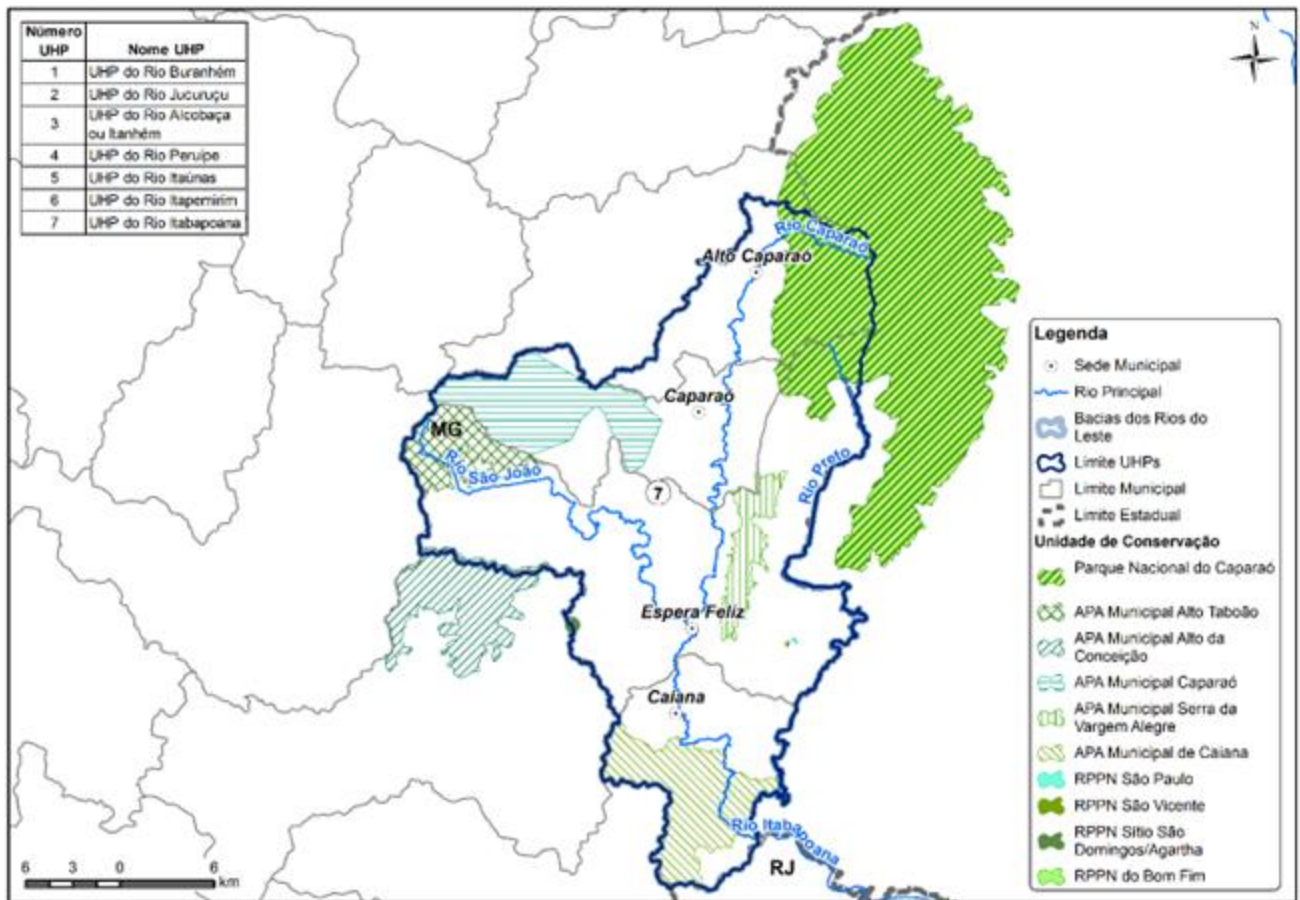 Número UHP
Nome UHP
1 UHP do Rio Buranhém
2 UHP do Rio Jucuruçu
3 UHP do Rio Alcobaça
ou Itanhém
4 UHP do Rio Peruípe
5 UHP do Rio Itaúnas
6 UHP do Rio Itapemirim
7 UHP do Rio Itabapoana
N
Rio Caparaó
Alto Caparaó
Caparaó
MG
Rio São João
7
Rio Preto
Espera Feliz
Caiana
Rio Itabapoana
RJ
6 3 0 6
km
Legenda
Sede Municipal
Rio Principal
Bacias dos Rios do
Leste
Limite UHPs
Limite Municipal
Limite Estadual
Unidade de Conservação
Parque Nacional do Caparaó
APA Municipal Alto Taboão
APA Municipal Alto da
Conceição
APA Municipal Caparaó
APA Municipal Serra da
Vargem Alegre
APA Municipal de Caiana
RPPN São Paulo
RPPN São Vicente
RPPN Sítio São
Domingos/Agartha
RPPN do Bom Fim